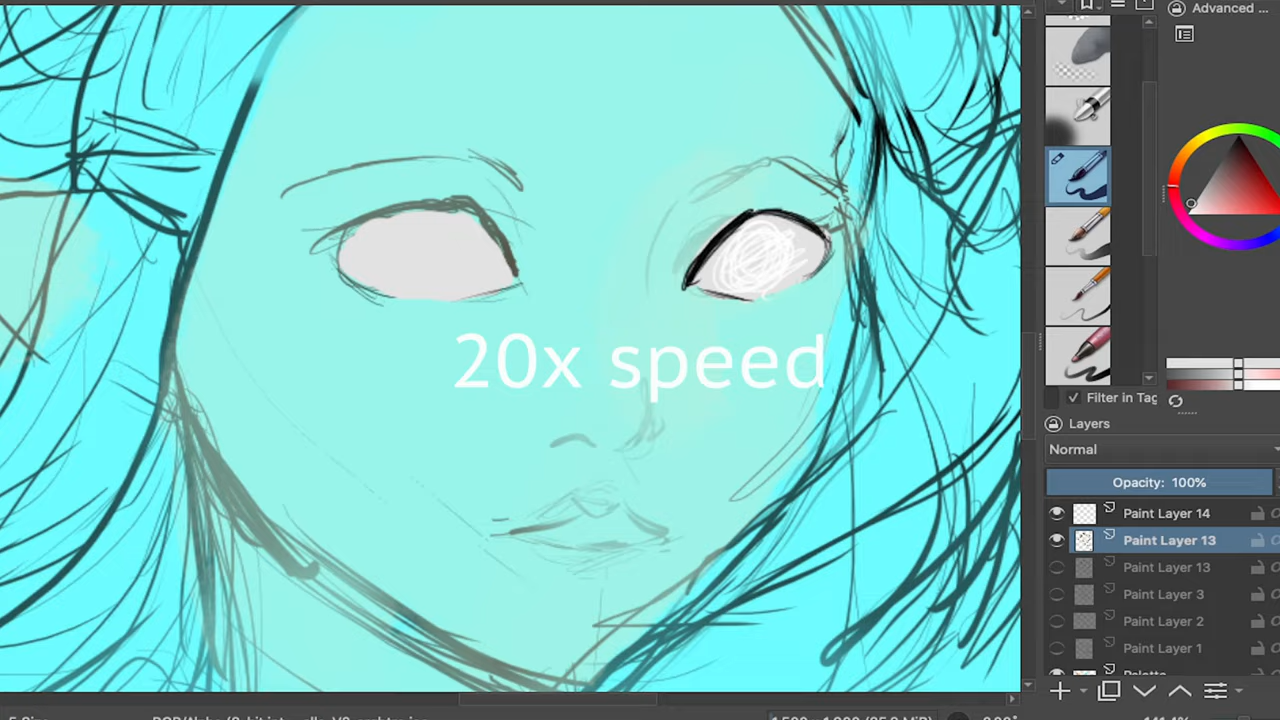 Advanced ...
20x speed
Filter in Tag
Layers
Normal
Opacity: 100%
Paint Layer 14
Paint Layer 13
Paint Layer 13
Paint Layer 3
Paint Layer 2
Paint Layer 1
Palette